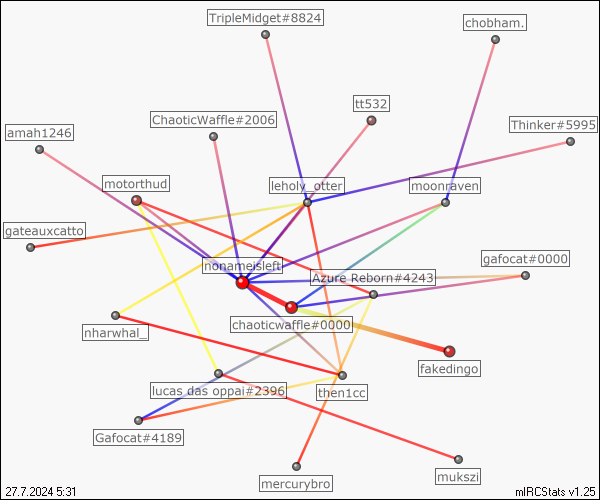 TripleMidget#8824
chobham.
tt532
ChaoticWaffle#2006
Thinker#5995
amah1246
motorthud
leholy_otter
moonraven
gateauxcatto
gafocat#0000
nonameisleft
Azure Reborn#4243
chaoticwaffle#0000
nharwhal_
fakedingo
lucas das oppai#2396
then1cc
Gafocat#4189
mukszi
mercurybro
27.7.2024 5:31
mIRCStats v1.25